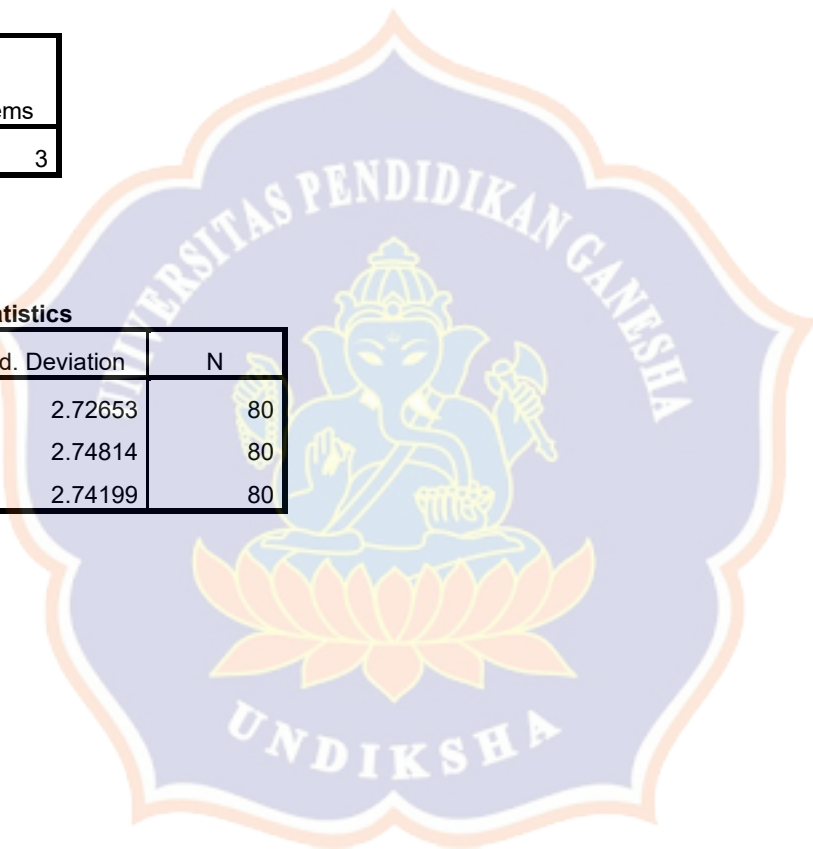 ems
3
UNIVERSITAS PENDIDIKAN GANESHA
tistics
d. Deviation N
2.72653 80
2.74814 80
2.74199 80
UNDIKSHA